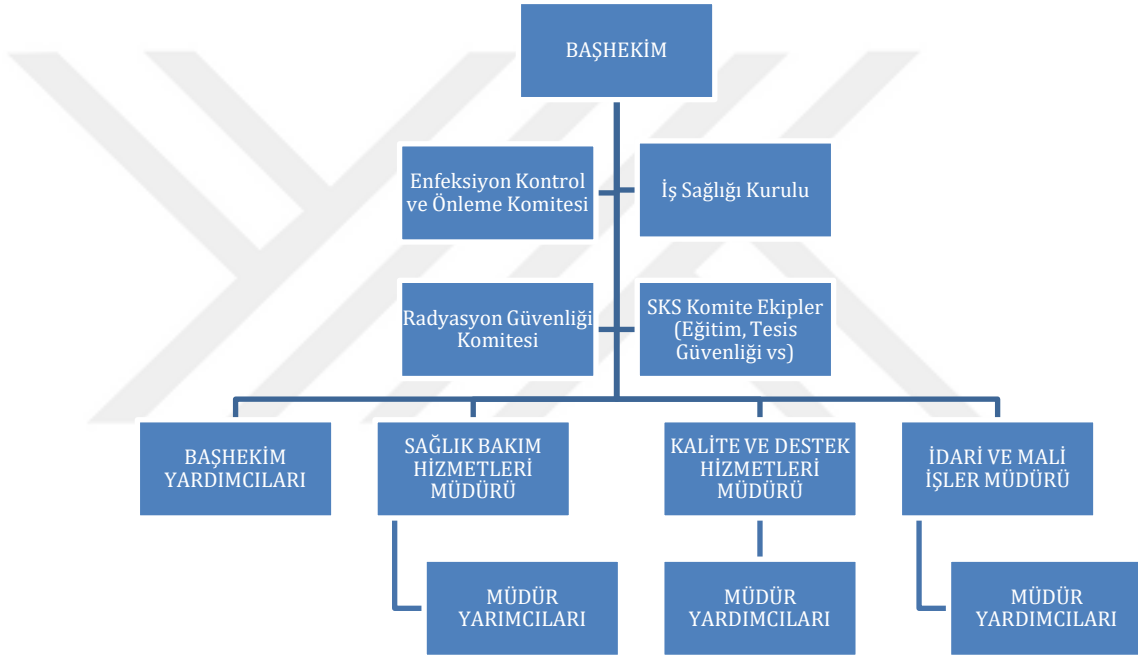 BAŞHEKİM
Enfeksiyon Kontrol
ve Önleme Komitesi
İş Sağlığı Kurulu
Radyasyon Güvenliği
Komitesi
SKS Komite Ekipler
(Eğitim, Tesis
Güvenliği vs)
BAŞHEKİM
YARDIMCILARI
SAĞLIK BAKIM
HİZMETLERİ
MÜDÜRÜ
KALİTE VE DESTEK
HİZMETLERİ
MÜDÜRÜ
İDARİ VE MALİ
İŞLER MÜDÜRÜ
MÜDÜR
YARIMCILARI
MÜDÜR
YARDIMCILARI
MÜDÜR
YARDIMCILARI